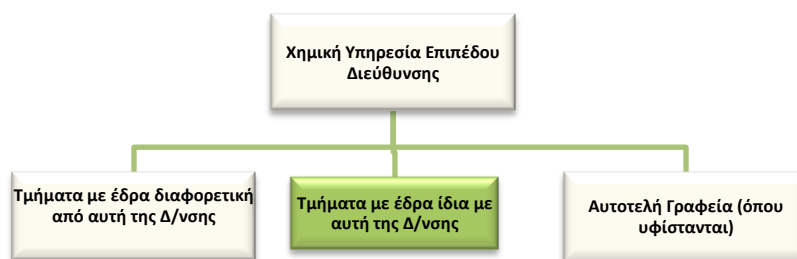 Χημική Υπηρεσία Επιπέδου
Διεύθυνσης
Τμήματα με έδρα διαφορετική
από αυτή της Δ/νσης
Τμήματα με έδρα ίδια με
αυτή της Δ/νσης
Αυτοτελή Γραφεία (όπου
υφίστανται)